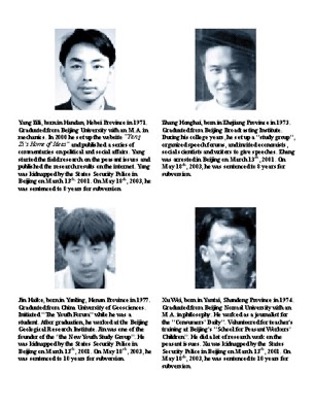 Yang Zili, born in Handan, Hebei Province in 1971.
Graduated from Beijing University with an M.A. in
mechanics. In 2000 he set up the website "Yang
Zi's Home of Ideas" and published a series of
commentaries on political and social affairs. Yang
started the field research on the peasant issues and
published the research results on the internet. Yang
was kidnapped by the States Security Police in
Beijing on March 13th 2001. On May 28th, 2003, he
was sentenced to 8 years for subversion.
Zhang Honghai, born in Zhejiang Province in 1973.
Graduated from Beijing Broadcasting Institute.
During his college years, he set up a "study group",
organized speech forums, and invited economists,
social scientists and writers to give speeches. Zhang
was arrested in Beijing on March 13th, 2001. On
May 28th, 2003, he was sentenced to 8 years for
subversion.
Jin Haike, born in Yanling, Henan Province in 1977.
Graduated from China University of Geosciences.
Initiated "The Youth Forum" while he was a
student. After graduation, he worked at the Beijing
Geological Research Institute. Jin was one of the
founder of the "the New Youth Study Group". He
was kidnapped by the States Security Police in
Beijing on March 13th, 2001. On May 28th, 2003, he
was sentenced to 10 years for subversion.
Xu Wei, born in Yantai, Shandong Province in 1974.
Graduated from Beijing Normal University with an
M.A. in philosophy. He worked as a journalist for
the "Consumers' Daily". Volunteered for teacher's
training at Beijing's "School for Peasant Workers'
Children". He did a lot of research work on the
peasant issues. Xu was kidnapped by the States
Security Police in Beijing on March 13th, 2001. On
May 28th, 2003, he was sentenced to 10 years for
subversion.